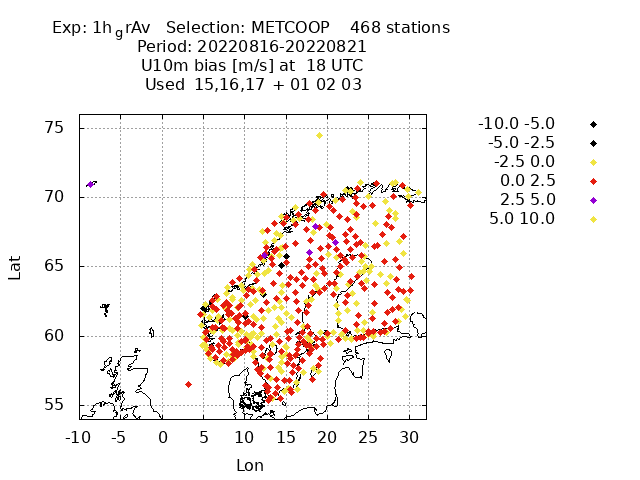 Exp: 1h grAv Selection: METCOOP 468 stations
Period: 20220816-20220821
U10m bias [m/s] at 18 UTC
Used 15,16,17 + 01 02 03
-10.0 -5.0
-5.0 -2.5
-2.5 0.0
0.0 2.5
2.5 5.0
5.0 10.0
75
70
65
60
55
Lat
-10 -5 0 5 10 15 20 25 30
Lon